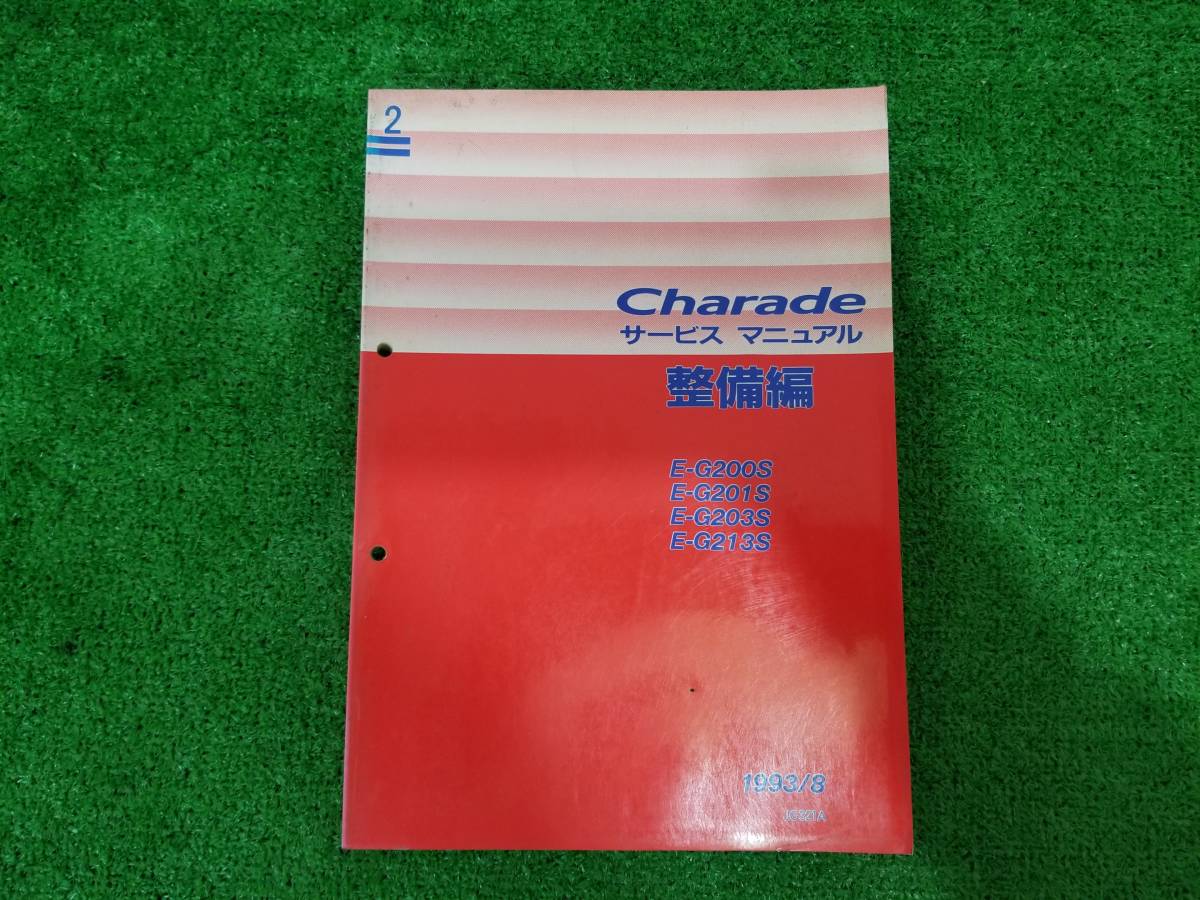 2
Charade
サービス マニュアル
整備編
E-G200S
E-G201S
E-G203S
E-G213S
1993/8
JG321A